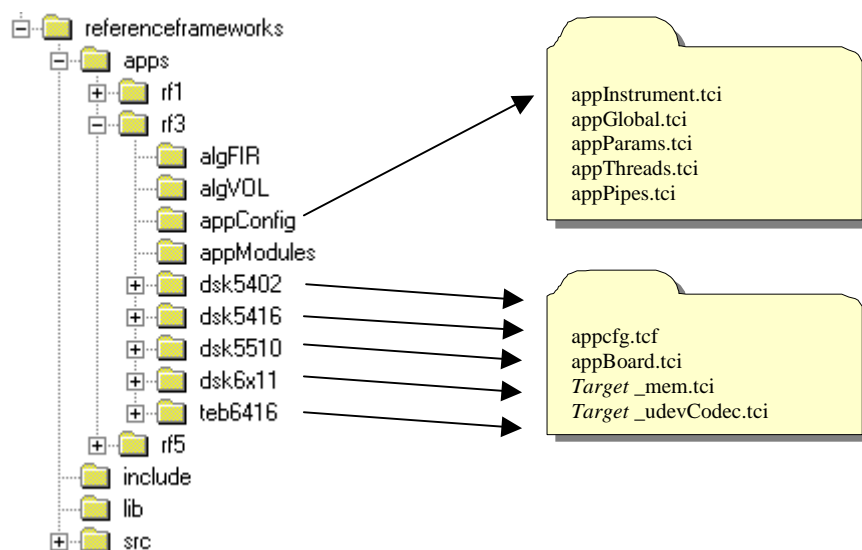 referenceframeworks
apps
rf1
rf3
algFIR
algVOL
appConfig
appModules
dsk5402
dsk5416
dsk5510
dsk6x11
teb6416
rf5
include
lib
src
appInstrument.tci
appGlobal.tci
appParams.tci
appThreads.tci
appPipes.tci
appcfg.tcf
appBoard.tci
Target _mem.tci
Target _udevCodec.tci